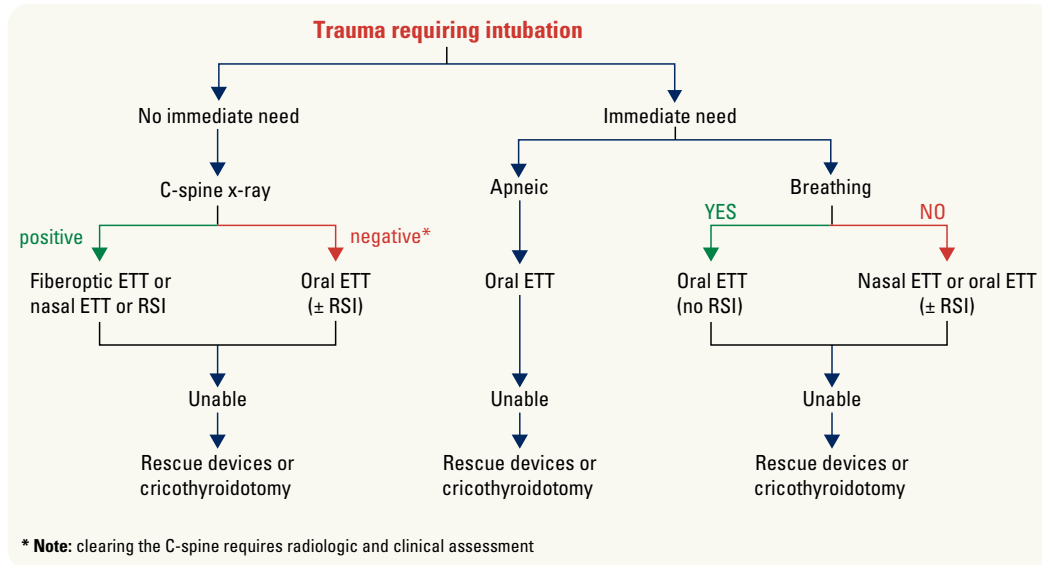 Trauma requiring intubation
No immediate need
Immediate need
C-spine x-ray
Apneic
Breathing
positive
negative*
YES
NO
Fiberoptic ETT or
nasal ETT or RSI
Oral ETT
(± RSI)
Oral ETT
Oral ETT
(no RSI)
Nasal ETT or oral ETT
(± RSI)
Unable
Unable
Unable
Rescue devices or
cricothyroidotomy
Rescue devices or
cricothyroidotomy
Rescue devices or
cricothyroidotomy
* Note: clearing the C-spine requires radiologic and clinical assessment